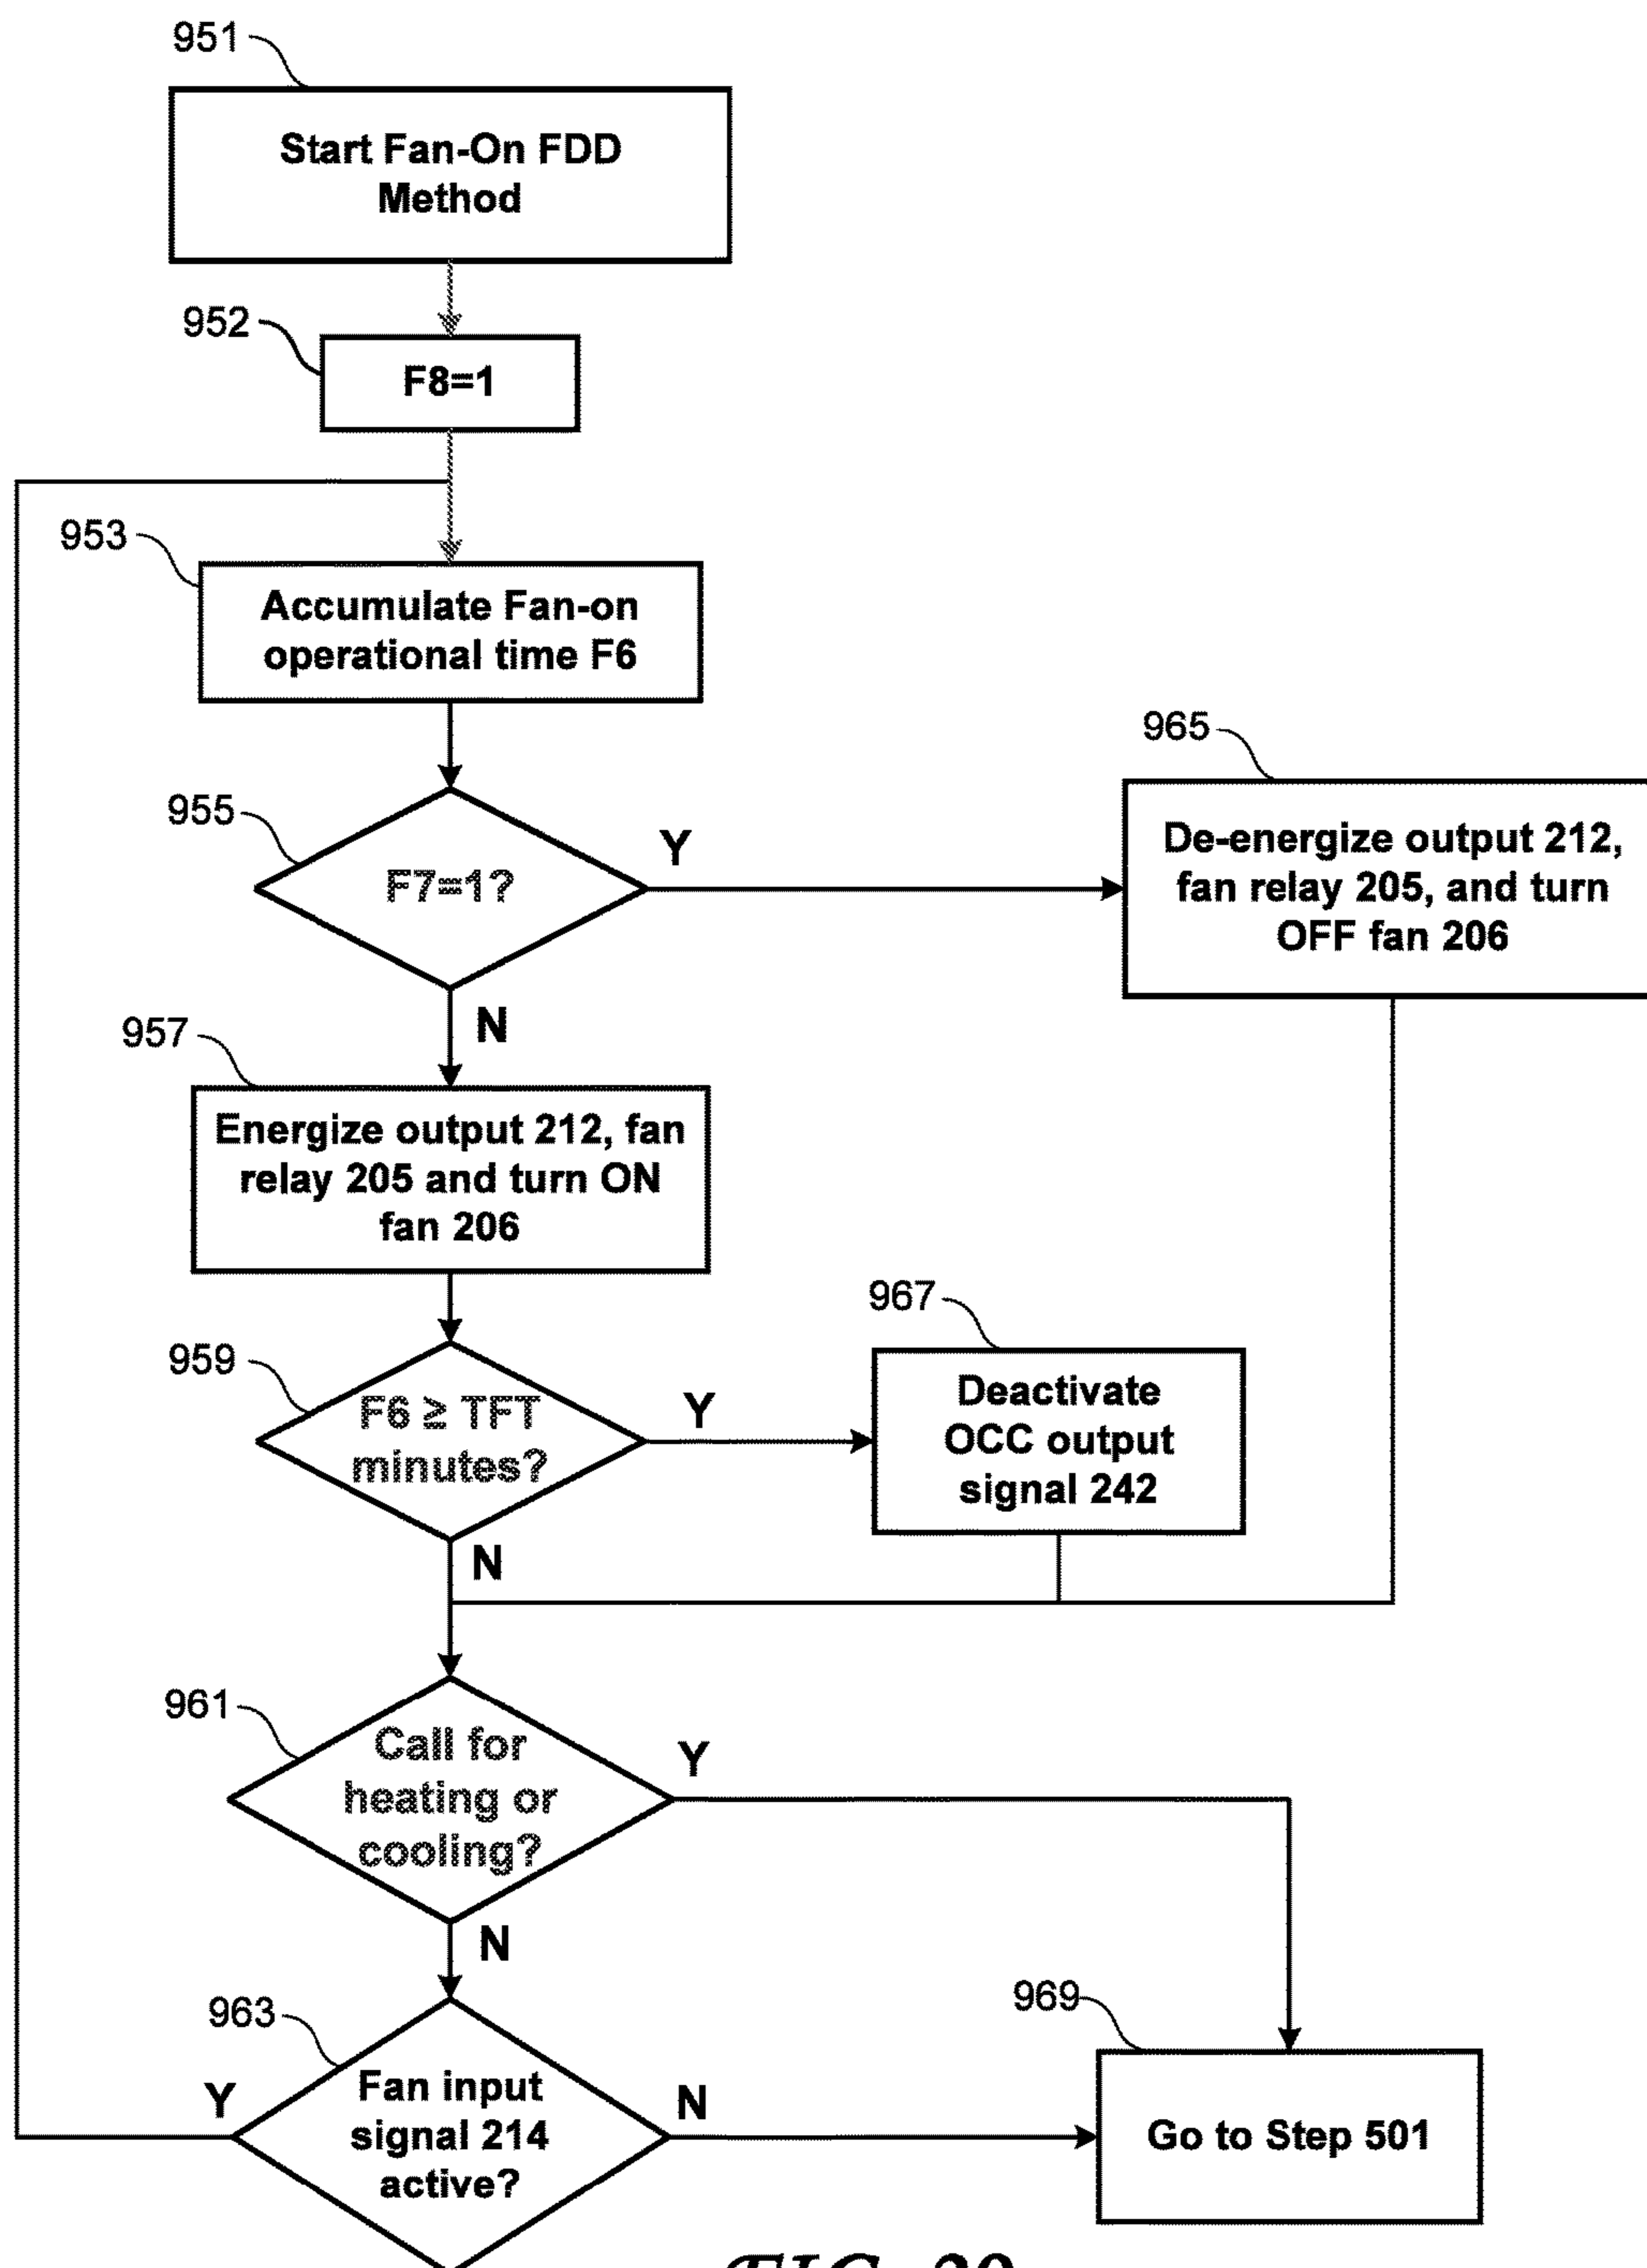 951
Start Fan-On FDD
Method
952
F8=1
953
Accumulate Fan-on
operational time F6
955
F7=1?
Y
965
De-energize output 212,
fan relay 205, and turn
OFF fan 206
N
957
Energize output 212, fan
relay 205 and turn ON
fan 206
959
F6 ≥ TFT
minutes?
Y
967
Deactivate
OCC output
signal 242
N
961
Call for
heating or
cooling?
Y
N
963
Fan input
signal 214
active?
Y
N
969
Go to Step 501